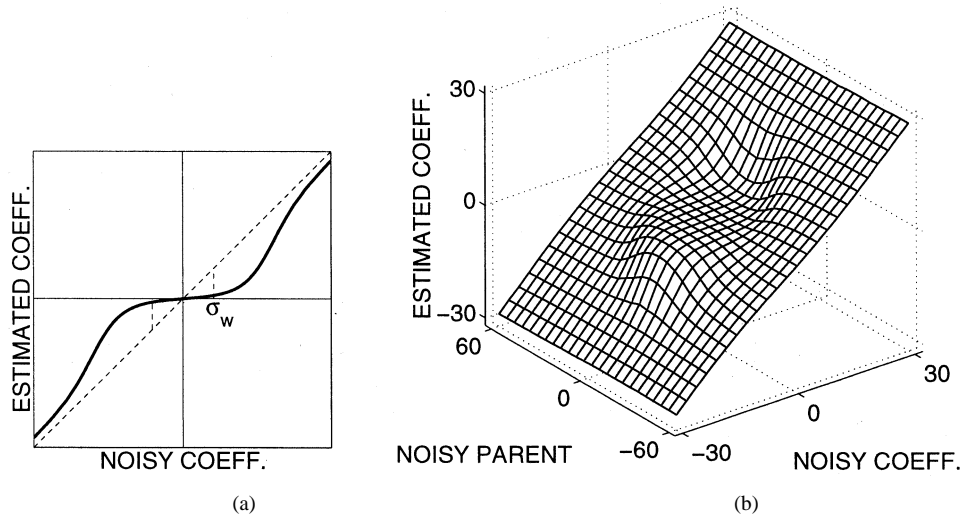 ESTIMATED COEFF.
σw
NOISY COEFF.
(a)
ESTIMATED COEFF.
30
0
−30
60
0
−60
NOISY PARENT
−30
0
30
NOISY COEFF.
(b)